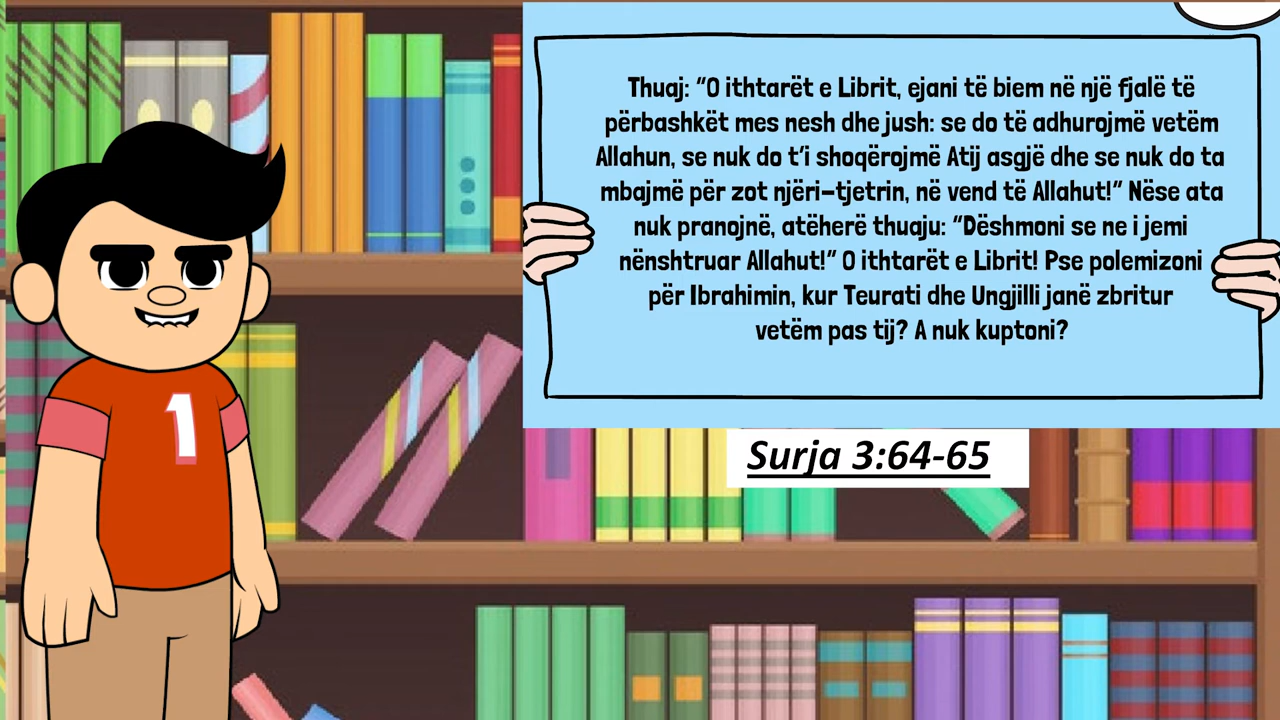 Thuaj: "O ithtarët e Librit, ejani të biem në një fjalë të
përbashkët mes nesh dhe jush: se do të adhurojmë vetëm
Allahun, se nuk do t'i shoqërojmë Atij asgjë dhe se nuk do ta
mbajmë për zot njëri-tjetrin, në vend të Allahut!" Nëse ata
nuk pranojnë, atëherë thuaju: "Dëshmoni se ne i jemi
nënshtruar Allahut!" O ithtarët e Librit! Pse polemizoni
për Ibrahimin, kur Teurati dhe Ungjilli janë zbritur
vetëm pas tij? A nuk kuptoni?
Surja 3:64-65
1